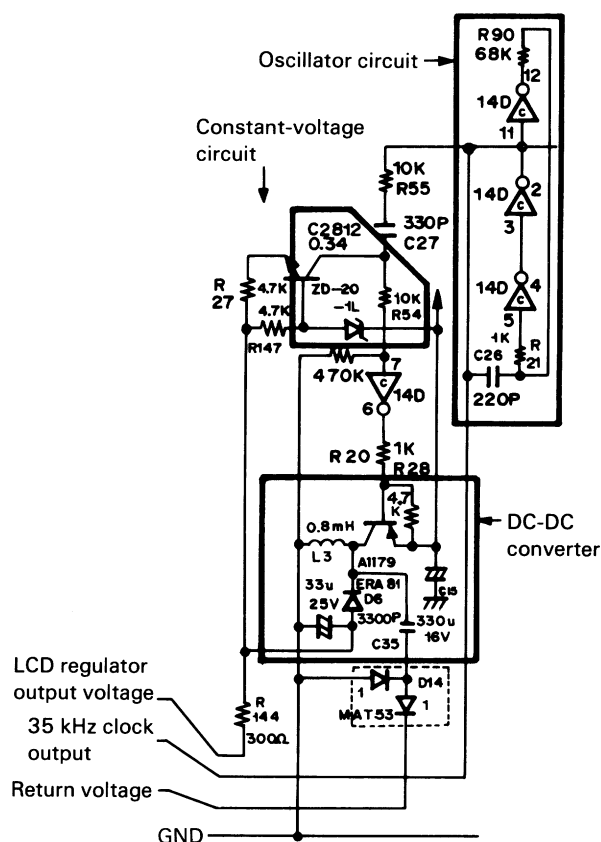 R90
68K
12
Oscillator circuit
14D
C
11
Constant-voltage
circuit
10K
R55
14D
2
C
3
330P
C27
C2812
0.34
R
27
4.7K
ZD-20
-1L
4.7K
R147
10K
R54
14D
4
C
5
1K
R
21
C26
220P
470K
7
C
14D
6
R20
1K
R28
4.7
K
0.8mH
L3
A1179
DC-DC
converter
33u
25V
ERA81
D6
3300P
C35
C15
330u
16V
LCD regulator
output voltage
R
144
300Ω
D14
1
MAT53
1
35 kHz clock
output
Return voltage
GND